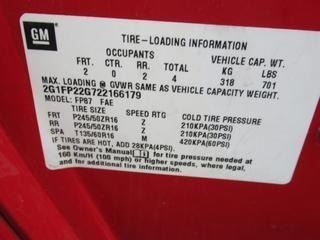 GM
TIRE-LOADING INFORMATION
OCCUPANTS VEHICLE CAP. WT.
FRT. CTR. RR. TOTAL KG LBS
2 0 2 4 318 701
MAX. LOADING @ GVWR SAME AS VEHICLE CAPACITY WEIGHT.
2G1FP22G722166179
MODEL: FP87 FAE
TIRE SIZE SPEED RTG COLD TIRE PRESSURE
FRT P245/50ZR16 Z 210KPA(30PSI)
RR P245/50ZR16 Z 210KPA(30PSI)
SPA T135/60R16 M 420KPA(60PSI)
IF TIRES ARE HOT, ADD 28KPA(4PSI).
See Owner's Manual for tire pressure at
160 Km/H (100 mph) or higher speeds, where legal,
and for additional information.